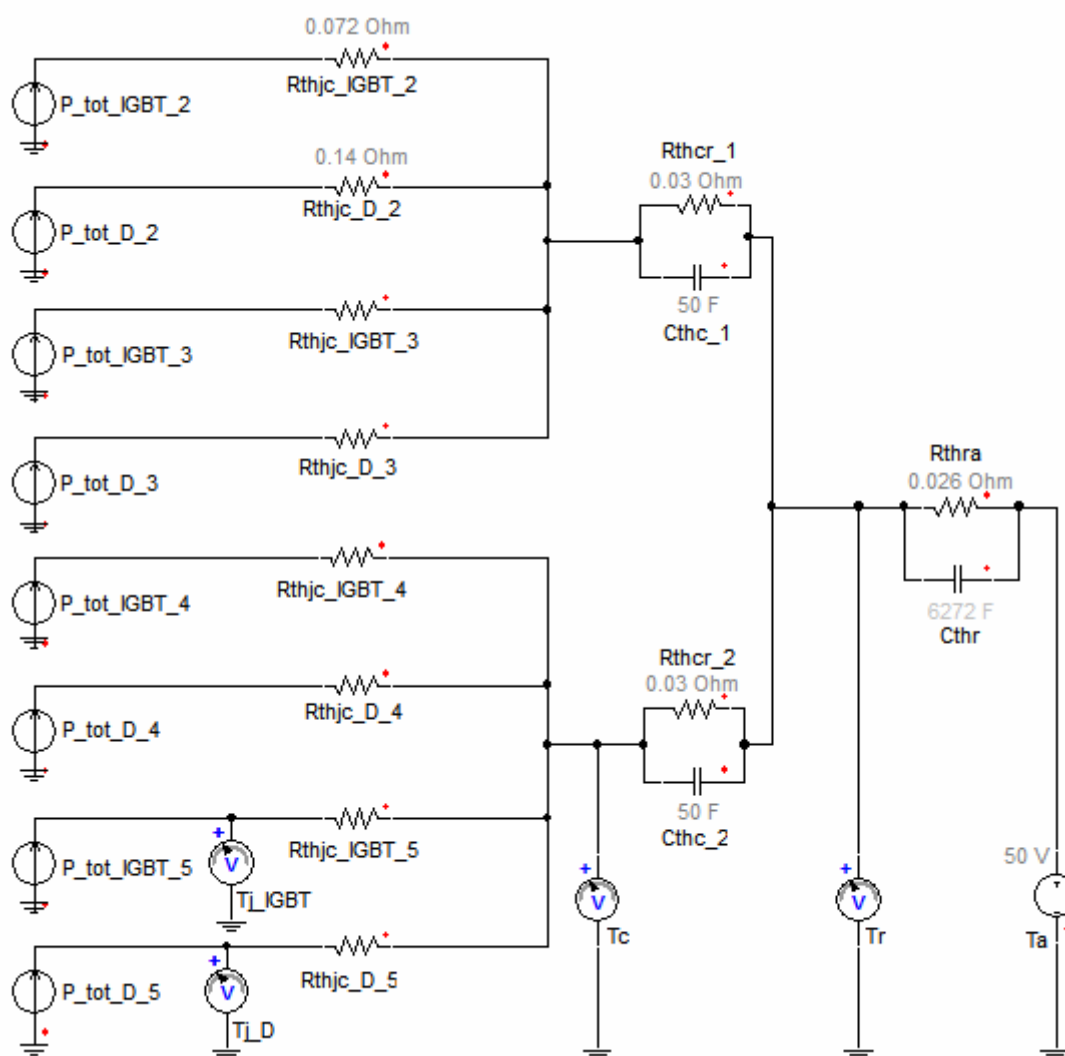 0.072 Ohm
Rthjc_IGBT_2
P_tot_IGBT_2
0.14 Ohm
Rthjc_D_2
P_tot_D_2
Rthjc_IGBT_3
P_tot_IGBT_3
Rthjc_D_3
P_tot_D_3
Rthcr_1
0.03 Ohm
50 F
Cthc_1
Rthjc_IGBT_4
P_tot_IGBT_4
Rthjc_D_4
P_tot_D_4
Rthjc_IGBT_5
P_tot_IGBT_5
+
V
Tj_IGBT
Rthjc_D_5
P_tot_D_5
+
V
Tj_D
Rthcr_2
0.03 Ohm
50 F
Cthc_2
+
V
Tc
Rthra
0.026 Ohm
6272 F
Cthr
+
V
Tr
50 V
Ta